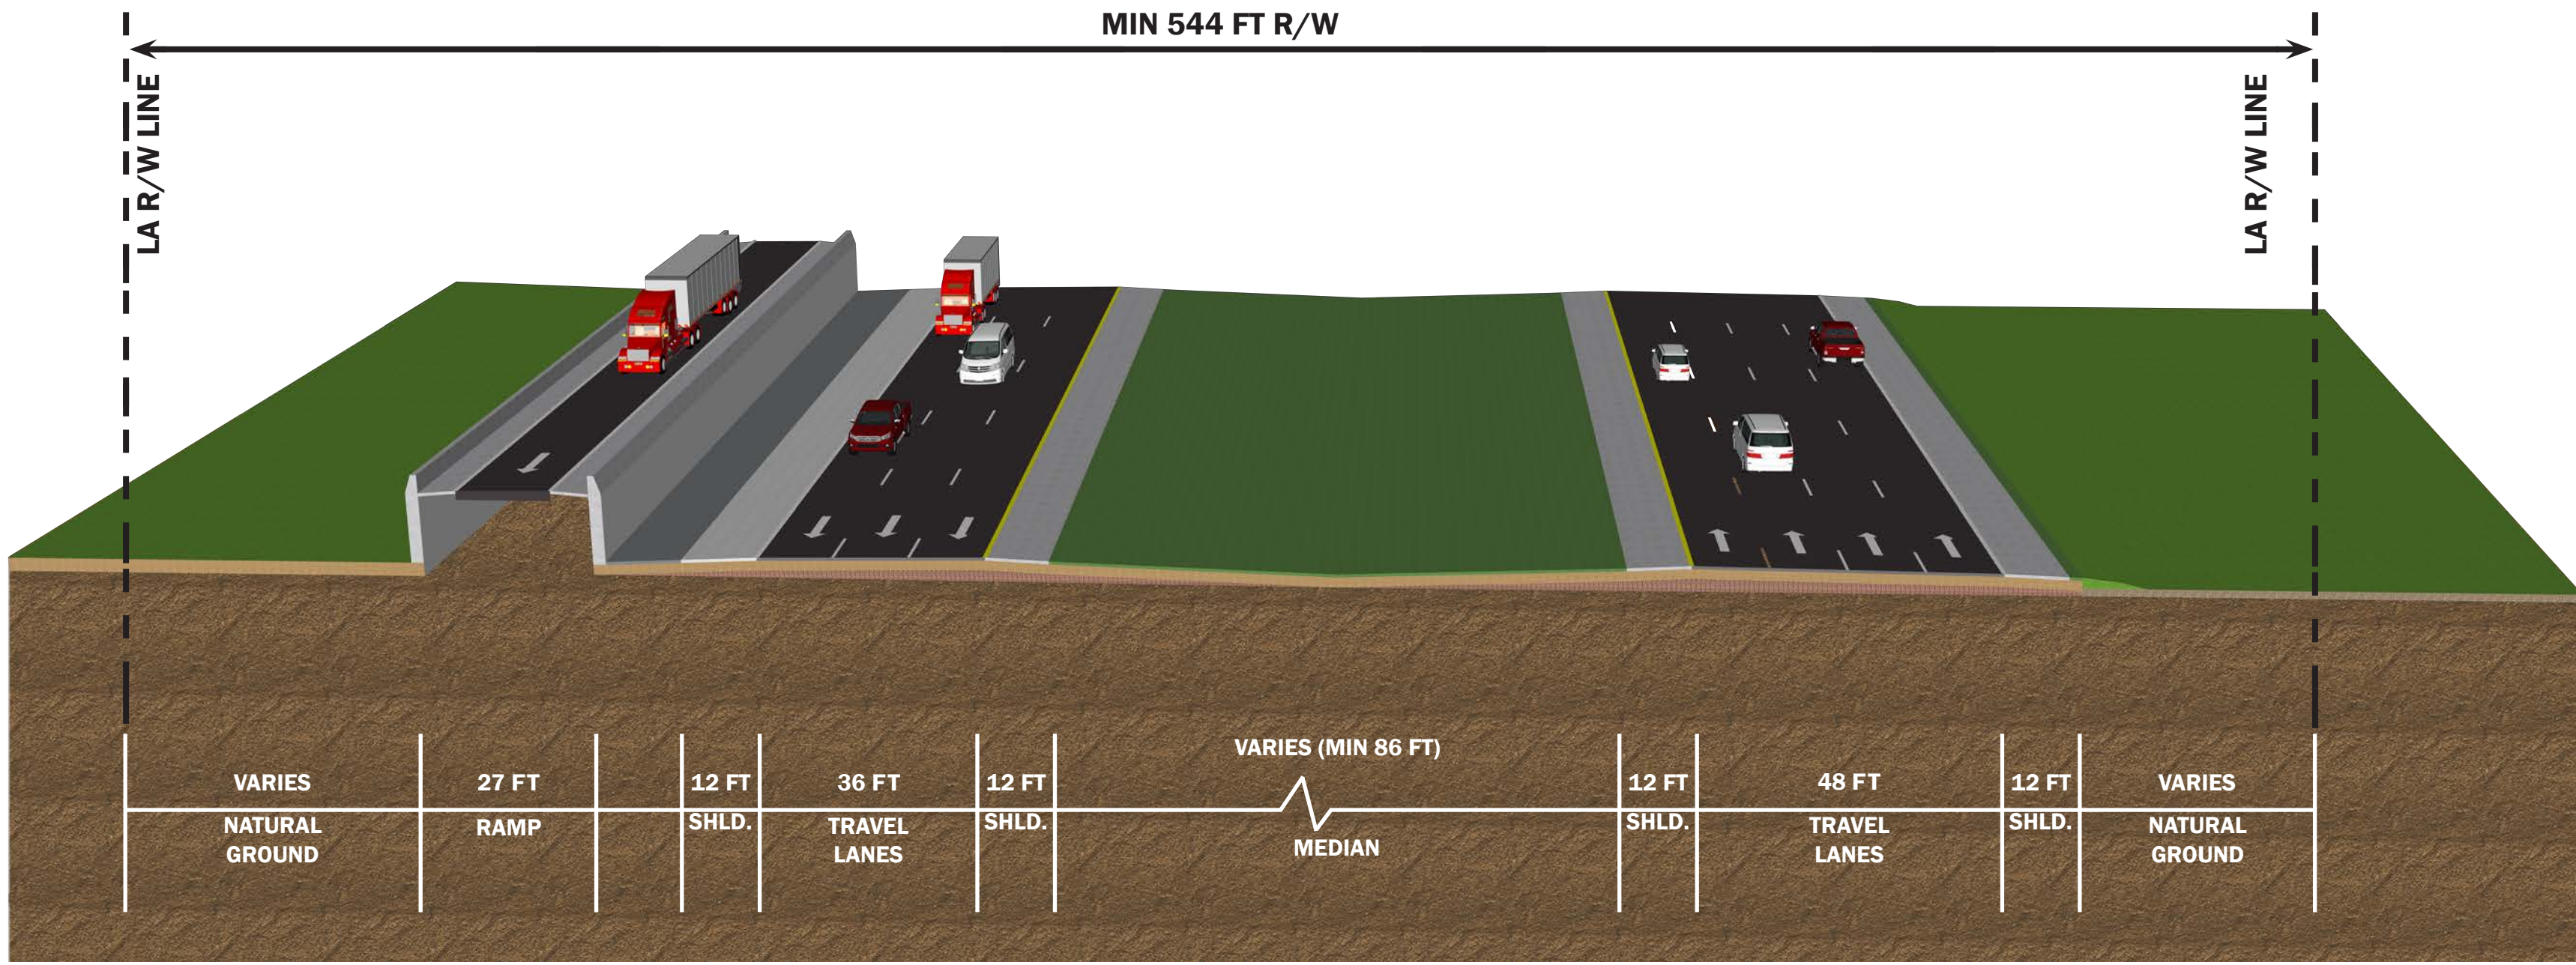 MIN 544 FT R/W
LA R/W LINE
LA R/W LINE
VARIES
NATURAL
GROUND
27 FT
RAMP
12 FT
SHLD.
36 FT
TRAVEL
LANES
12 FT
SHLD.
VARIES (MIN 86 FT)
MEDIAN
12 FT
SHLD.
48 FT
TRAVEL
LANES
12 FT
SHLD.
VARIES
NATURAL
GROUND